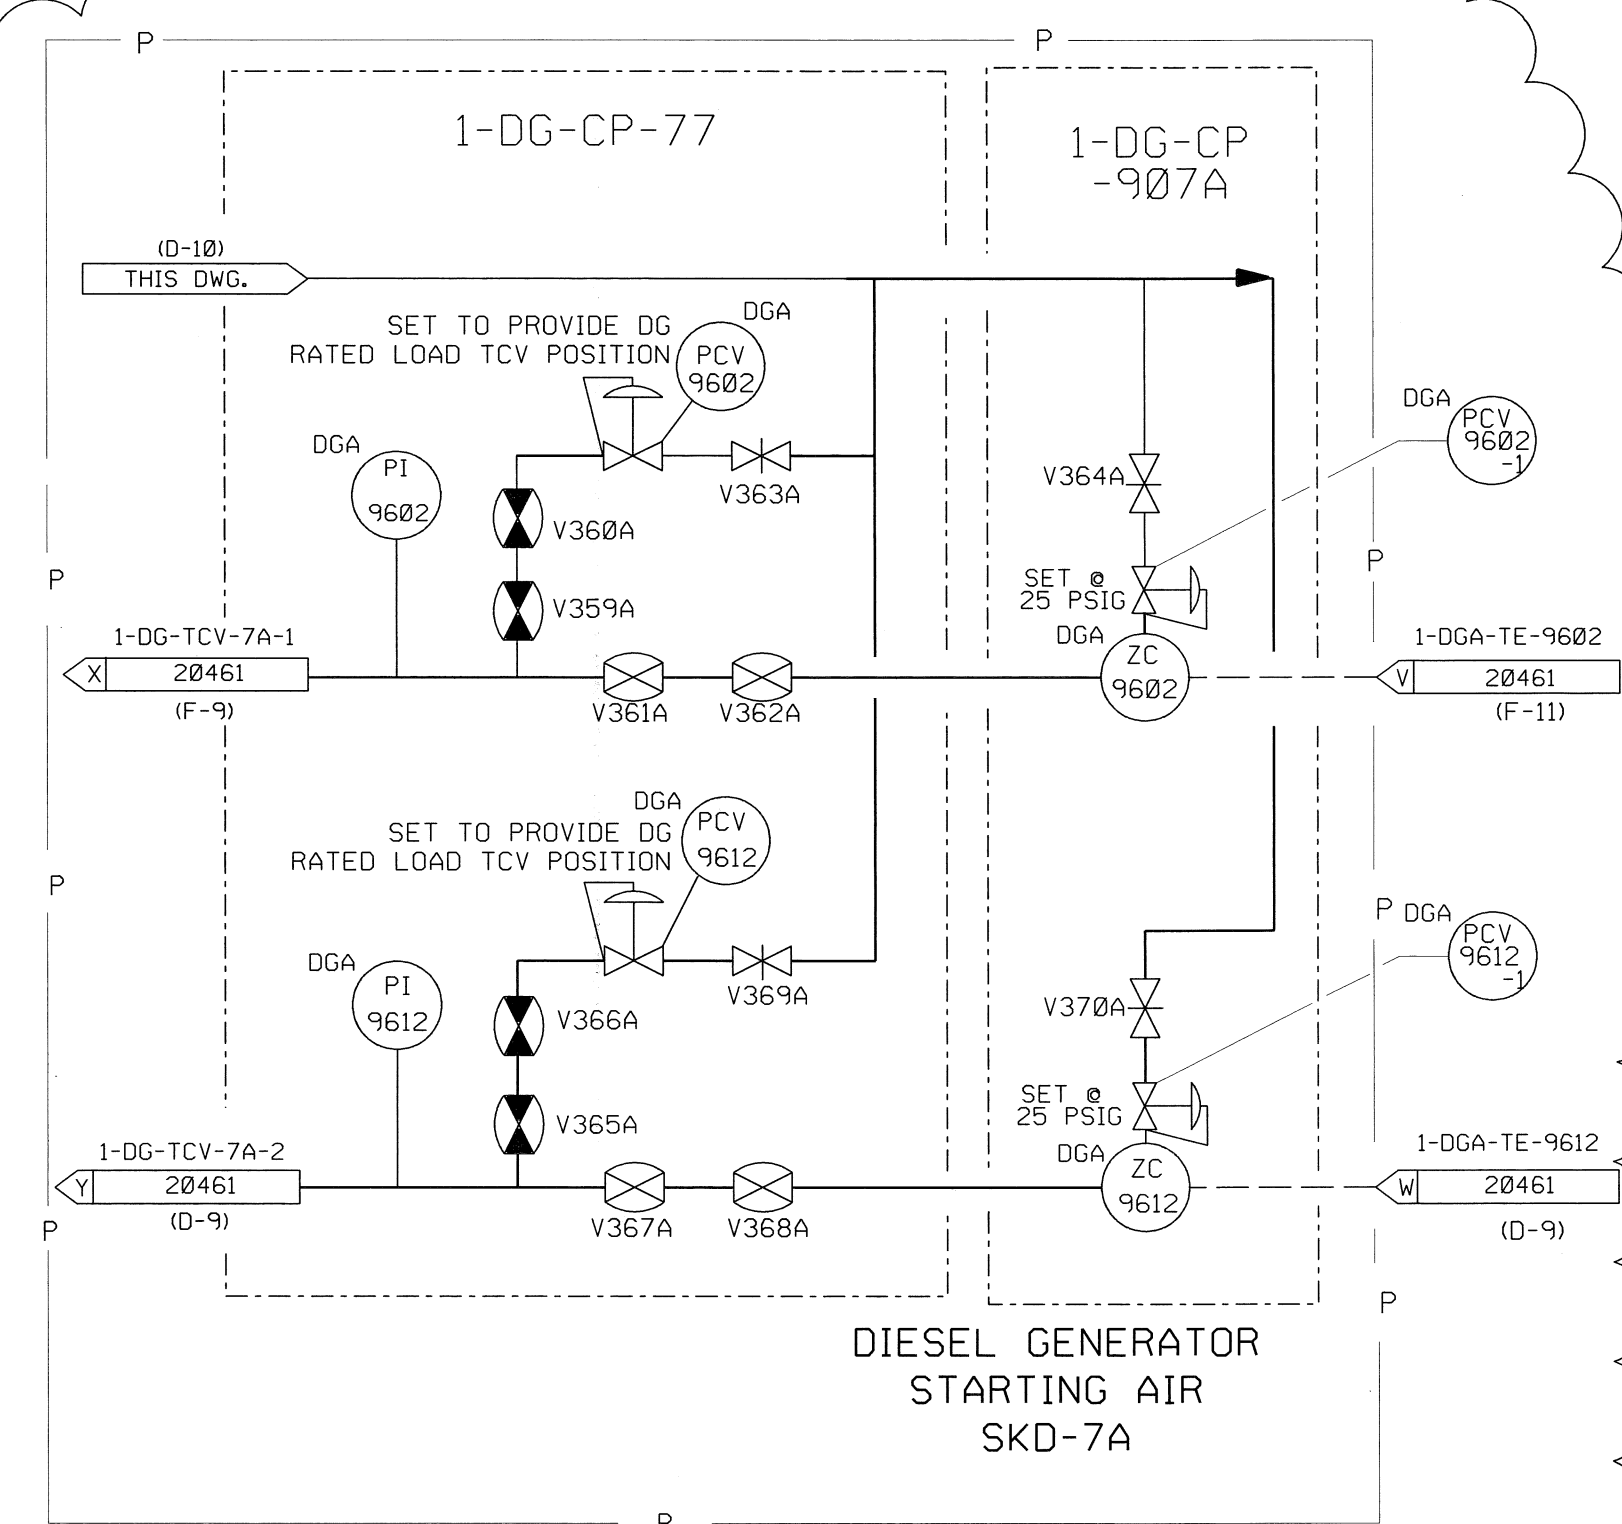 P
P
1-DG-CP-77
1-DG-CP
-907A
(D-10)
THIS DWG.
SET TO PROVIDE DG
RATED LOAD TCV POSITION
DGA
PCV
9602
DGA
PI
9602
V363A
V360A
V359A
V364A
DGA
PCV
9602
-1
P
P
SET @
25 PSIG
DGA
ZC
9602
1-DG-TCV-7A-1
X
20461
(F-9)
V361A
V362A
1-DGA-TE-9602
V
20461
(F-11)
SET TO PROVIDE DG
RATED LOAD TCV POSITION
DGA
PCV
9612
P
P
DGA
PCV
9612
-1
DGA
PI
9612
V369A
V366A
V365A
V370A
SET @
25 PSIG
DGA
ZC
9612
1-DG-TCV-7A-2
Y
20461
(D-9)
P
V367A
V368A
1-DGA-TE-9612
W
20461
(D-9)
P
DIESEL GENERATOR
STARTING AIR
SKD-7A
P